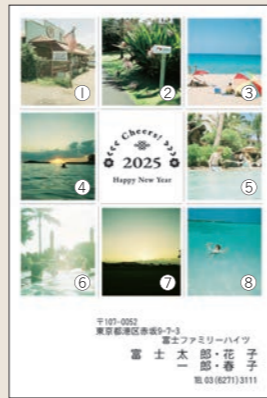 ①
②
③
④
Cheers!
2025
Happy New Year
⑤
⑥
⑦
⑧
〒107-0052
東京都港区赤坂9-7-3
富士ファミリーハイツ
富士太郎・花子
一郎・春子
TEL 03(6271)3111